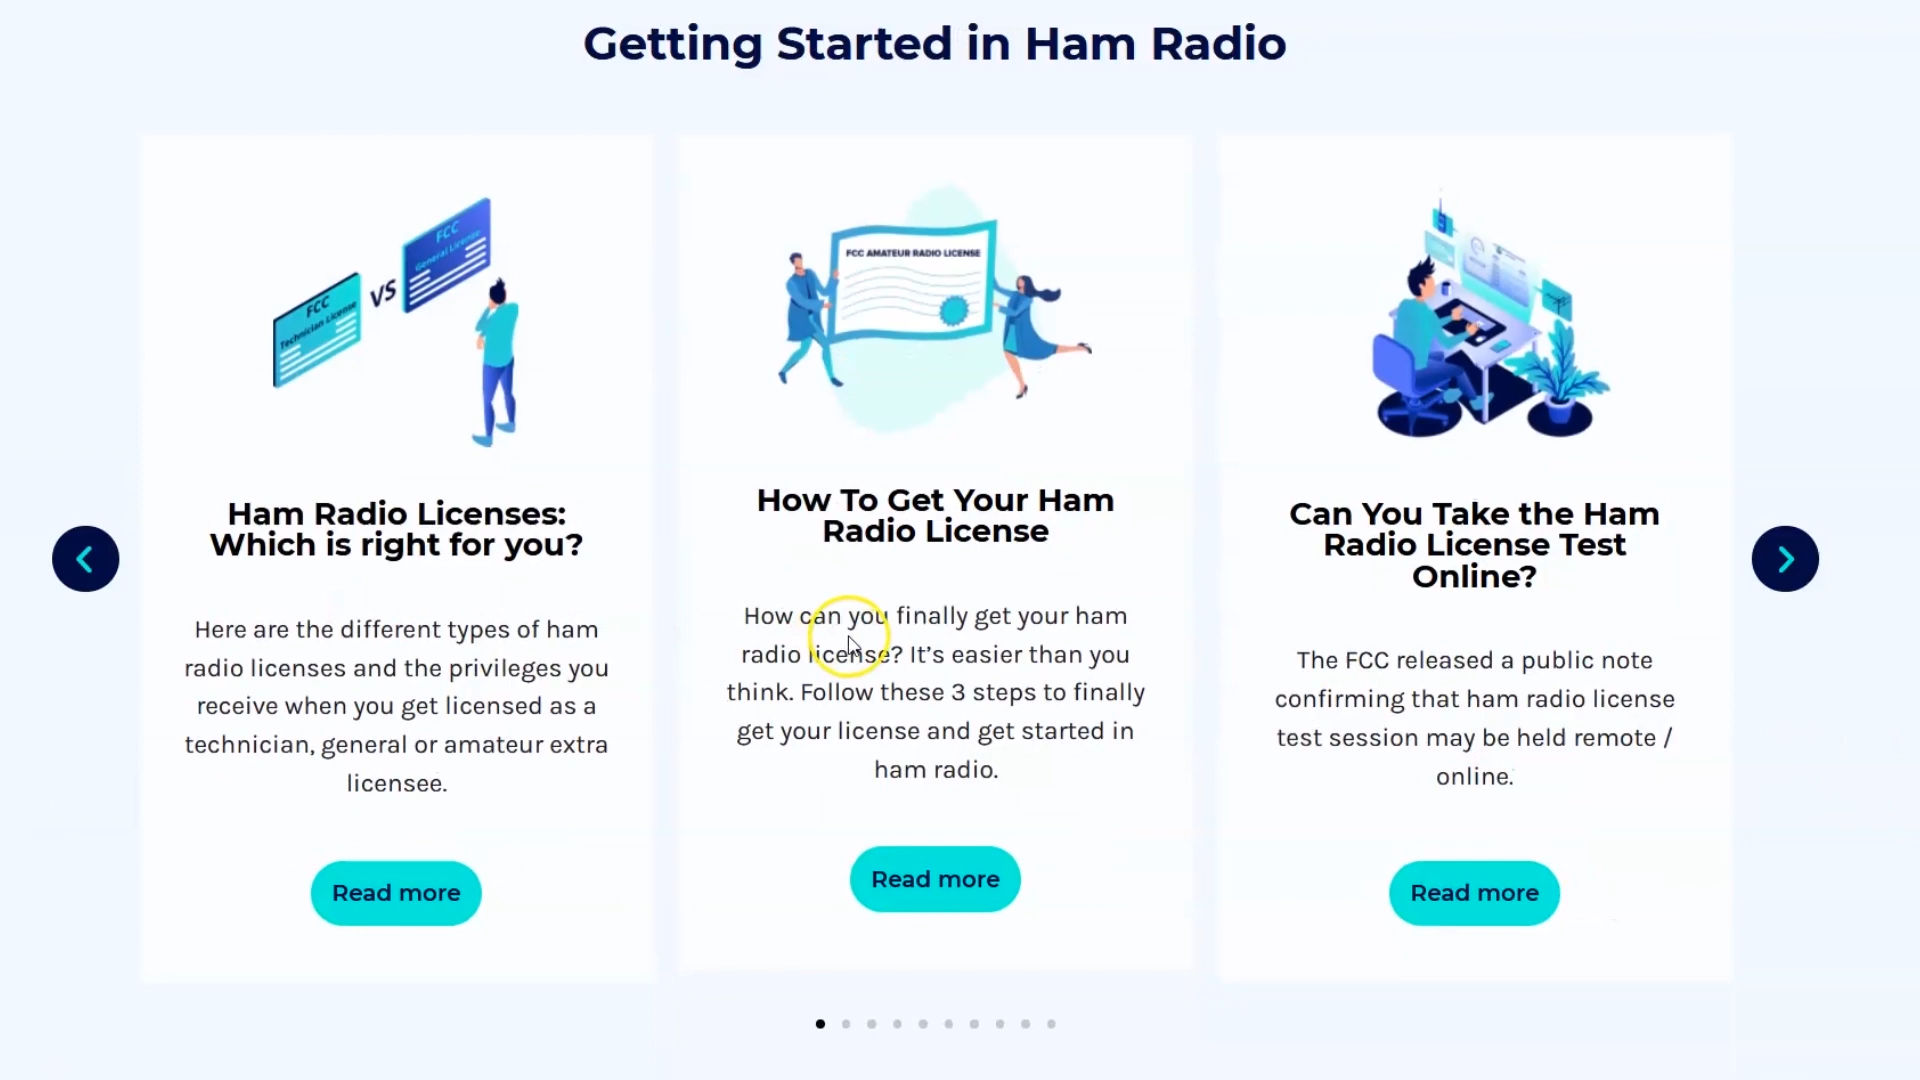 Getting Started in Ham Radio
FCC
Technician License
VS
FCC
General License
Ham Radio Licenses:
Which is right for you?
Here are the different types of ham
radio licenses and the privileges you
receive when you get licensed as a
technician, general or amateur extra
licensee.
Read more
FCC AMATEUR RADIO LICENSE
How To Get Your Ham
Radio License
How can you finally get your ham
radio license? It’s easier than you
think. Follow these 3 steps to finally
get your license and get started in
ham radio.
Read more
Can You Take the Ham
Radio License Test
Online?
The FCC released a public note
confirming that ham radio license
test session may be held remote /
online.
Read more